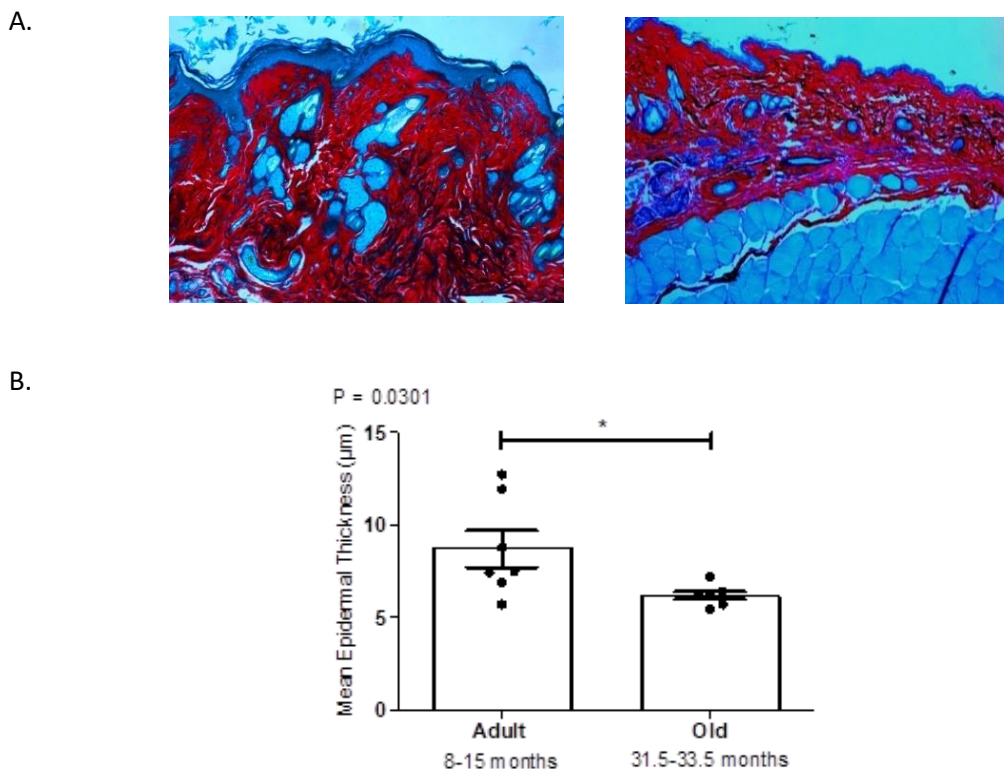 A.
B.
P = 0.0301
*
15
10
5
0
Mean Epidermal Thickness (µm)
Adult
Old
8-15 months
31.5-33.5 months